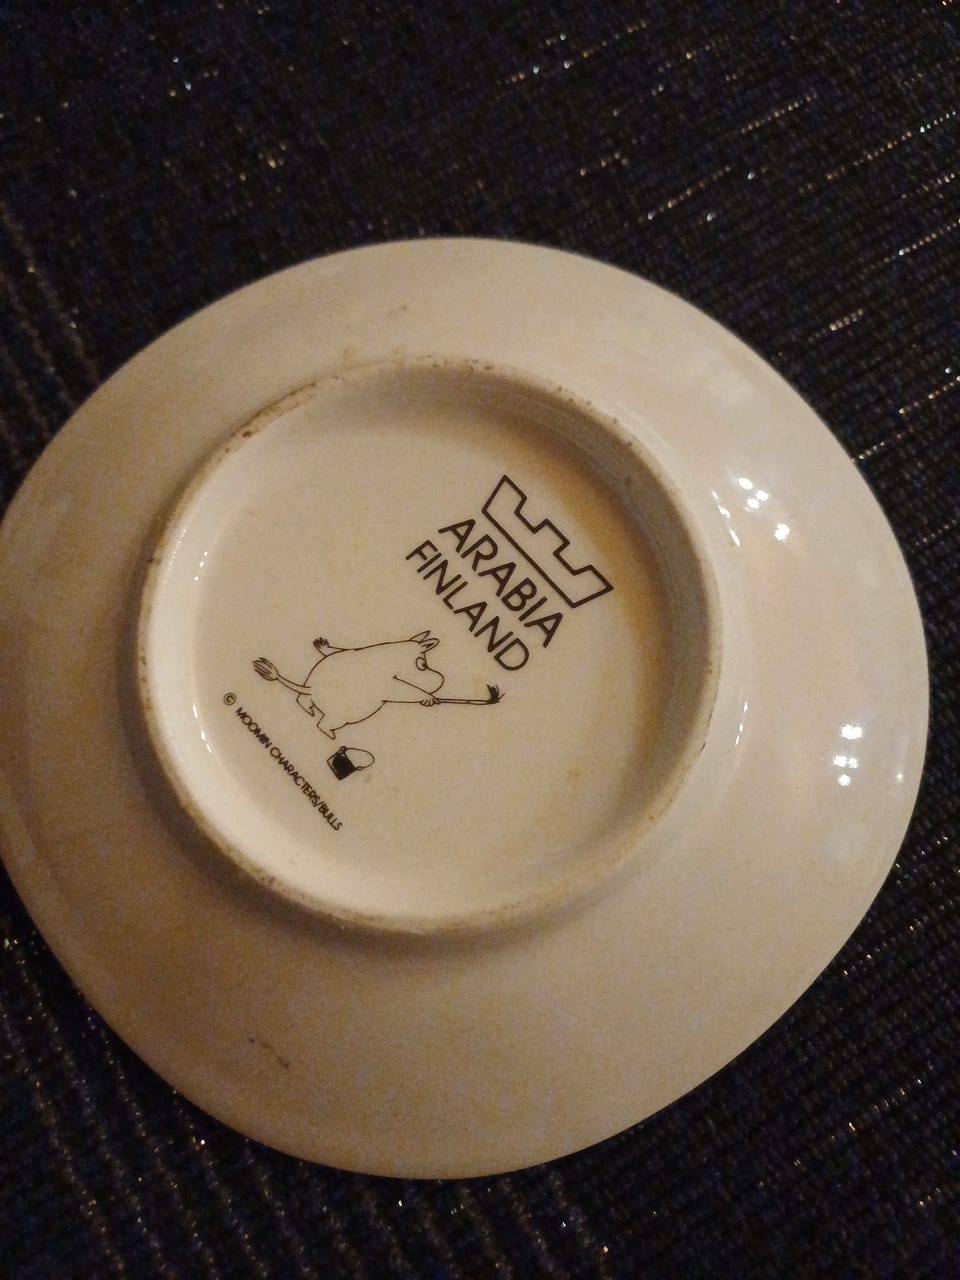 ARABIA
FINLAND
© MOOMIN CHARACTERS/BULLS